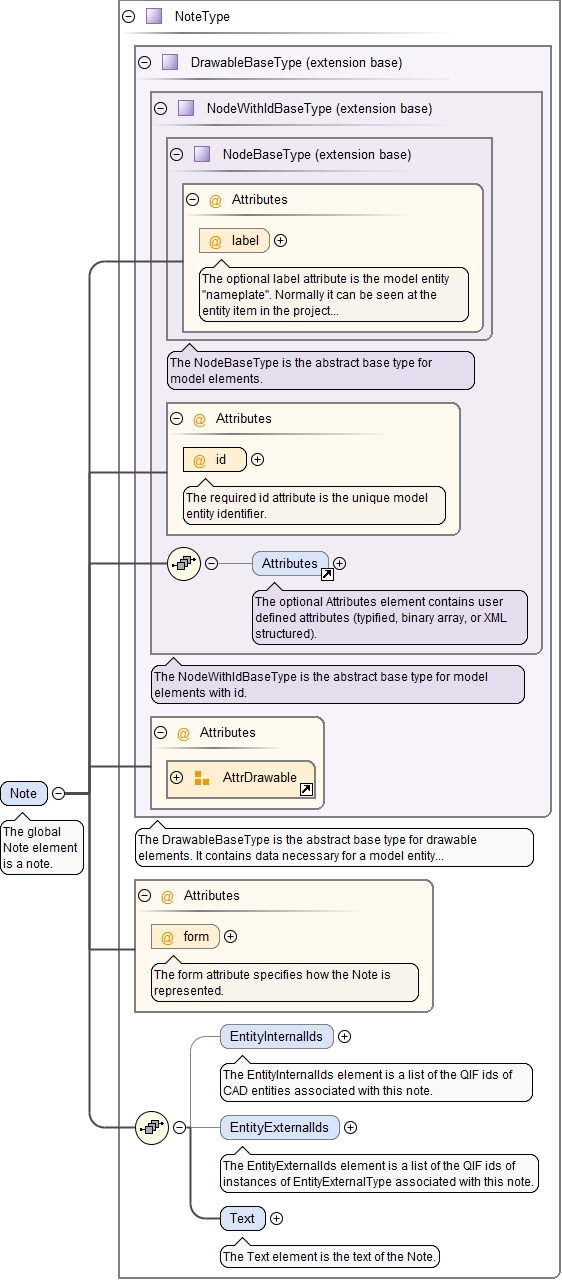 NoteType
DrawableBaseType (extension base)
NodeWithIdBaseType (extension base)
NodeBaseType (extension base)
@ Attributes
@ label
The optional label attribute is the model entity
"nameplate". Normally it can be seen at the
entity item in the project...
The NodeBaseType is the abstract base type for
model elements.
@ Attributes
@ id
The required id attribute is the unique model
entity identifier.
Attributes
The optional Attributes element contains user
defined attributes (typified, binary array, or XML
structured).
The NodeWithIdBaseType is the abstract base type for model
elements with id.
@ Attributes
AttrDrawable
Note
The global
Note element
is a note.
The DrawableBaseType is the abstract base type for drawable
elements. It contains data necessary for a model entity...
@ Attributes
@ form
The form attribute specifies how the Note is
represented.
EntityInternalIds
The EntityInternalIds element is a list of the QIF ids of
CAD entities associated with this note.
EntityExternalIds
The EntityExternalIds element is a list of the QIF ids of
instances of EntityExternalType associated with this note.
Text
The Text element is the text of the Note.